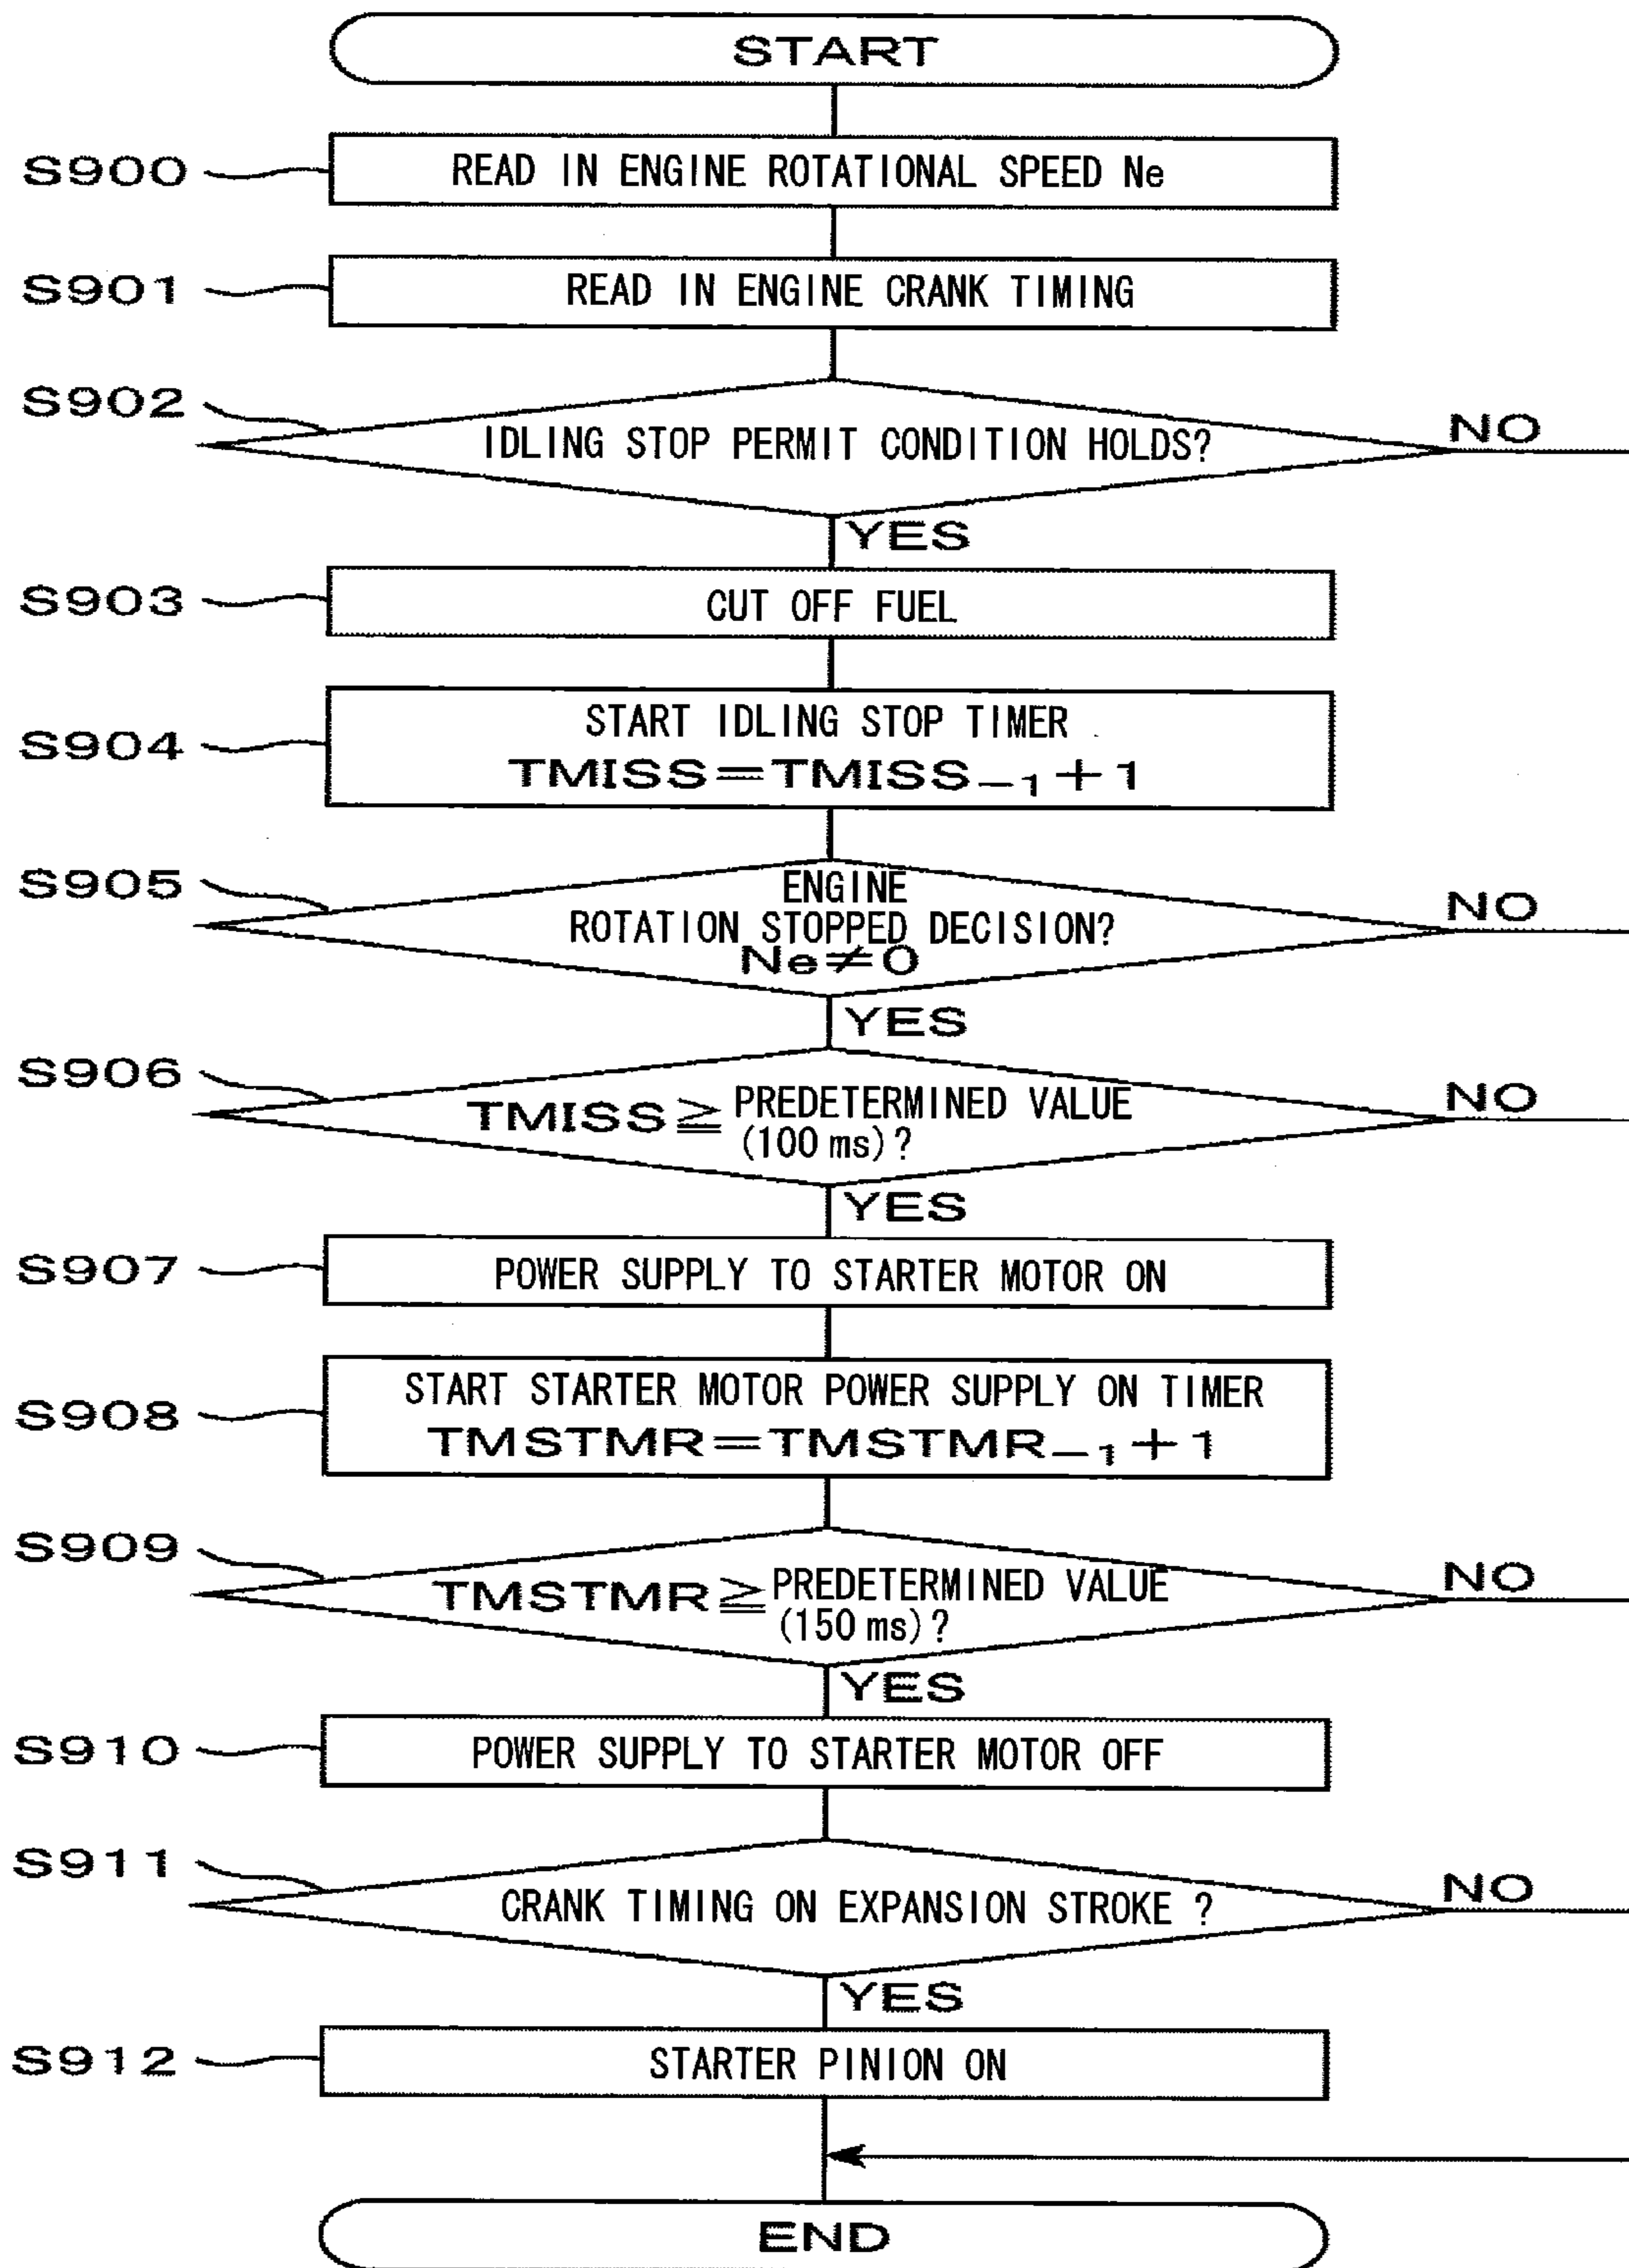 START
S900
READ IN ENGINE ROTATIONAL SPEED Ne
S901
READ IN ENGINE CRANK TIMING
S902
IDLING STOP PERMIT CONDITION HOLDS?
NO
YES
S903
CUT OFF FUEL
S904
START IDLING STOP TIMER
TMISS=TMISS₋₁+1
S905
ENGINE
ROTATION STOPPED DECISION?
Ne≠0
NO
YES
S906
TMISS≧PREDETERMINED VALUE
(100 ms)?
NO
YES
S907
POWER SUPPLY TO STARTER MOTOR ON
S908
START STARTER MOTOR POWER SUPPLY ON TIMER
TMSTMR=TMSTMR₋₁+1
S909
TMSTMR≧PREDETERMINED VALUE
(150 ms)?
NO
YES
S910
POWER SUPPLY TO STARTER MOTOR OFF
S911
CRANK TIMING ON EXPANSION STROKE ?
NO
YES
S912
STARTER PINION ON
END